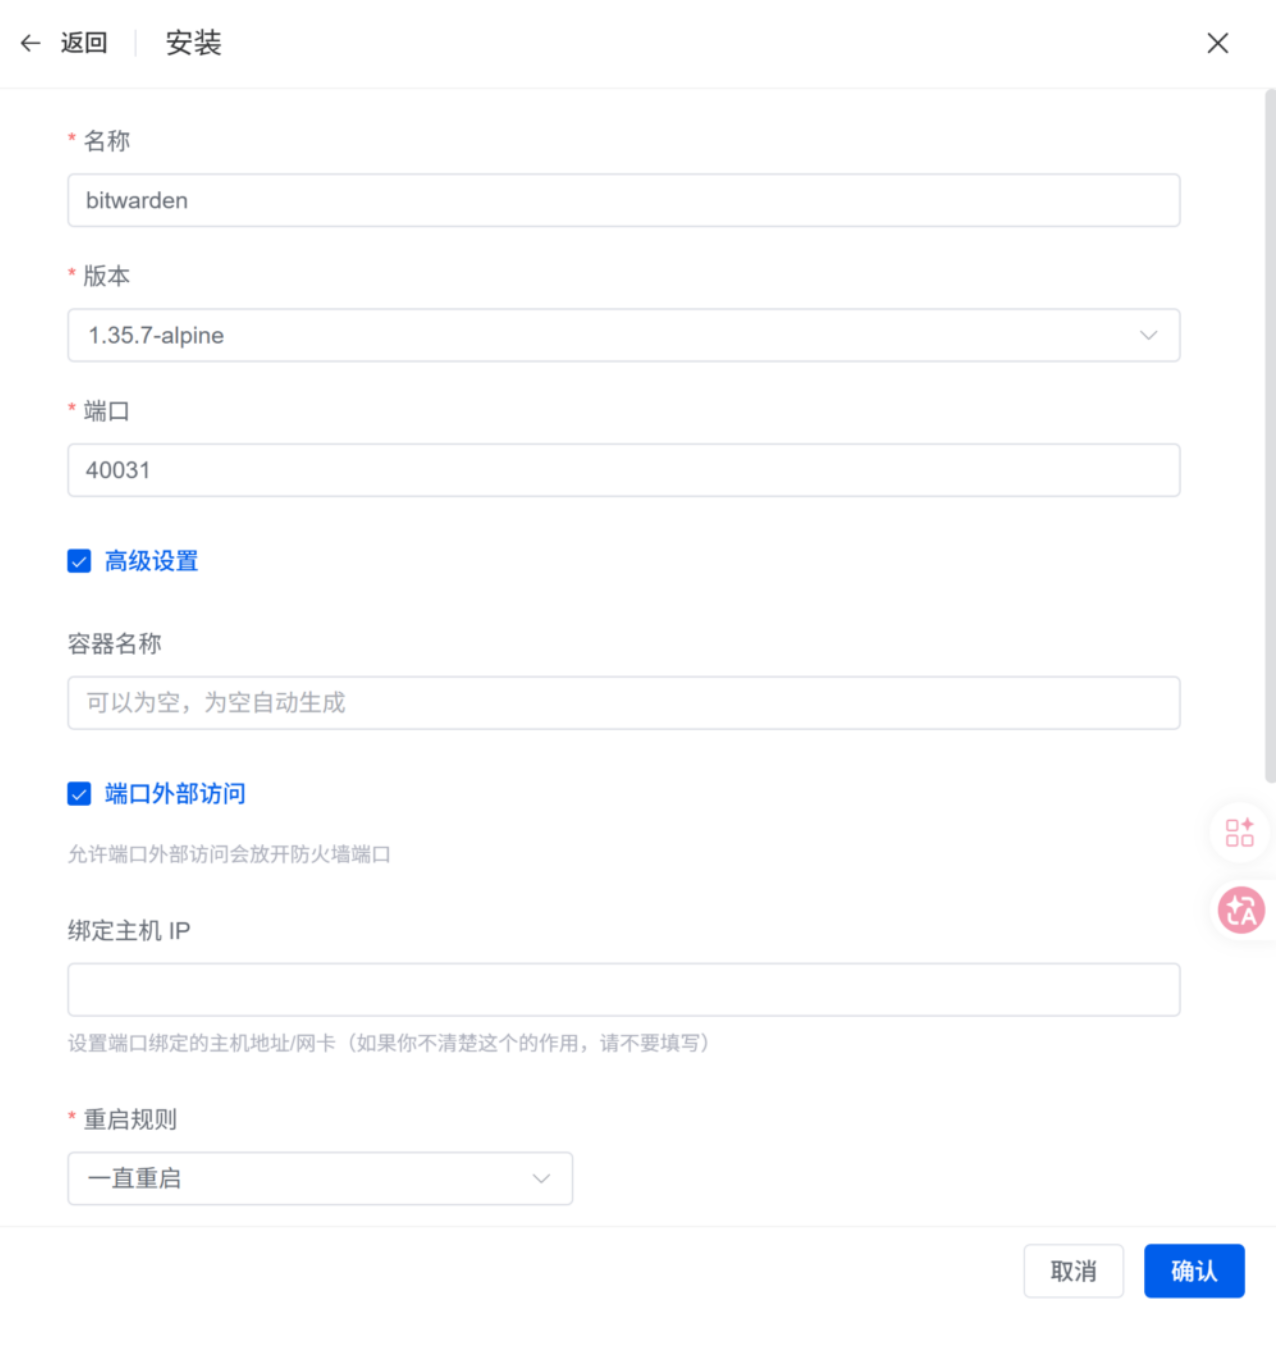 返回 安装
* 名称
bitwarden
* 版本
1.35.7-alpine
* 端口
40031
高级设置
容器名称
可以为空，为空自动生成
端口外部访问
允许端口外部访问会放开防火墙端口
绑定主机 IP
设置端口绑定的主机地址/网卡（如果你不清楚这个的作用，请不要填写）
* 重启规则
一直重启
取消 确认